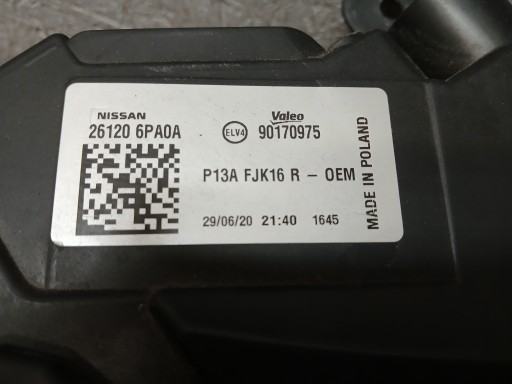 NISSAN
26120 6PA0A
ELV4
Valeo
90170975
P13A FJK16 R - OEM
29/06/20 21:40 1645
MADE IN POLAND